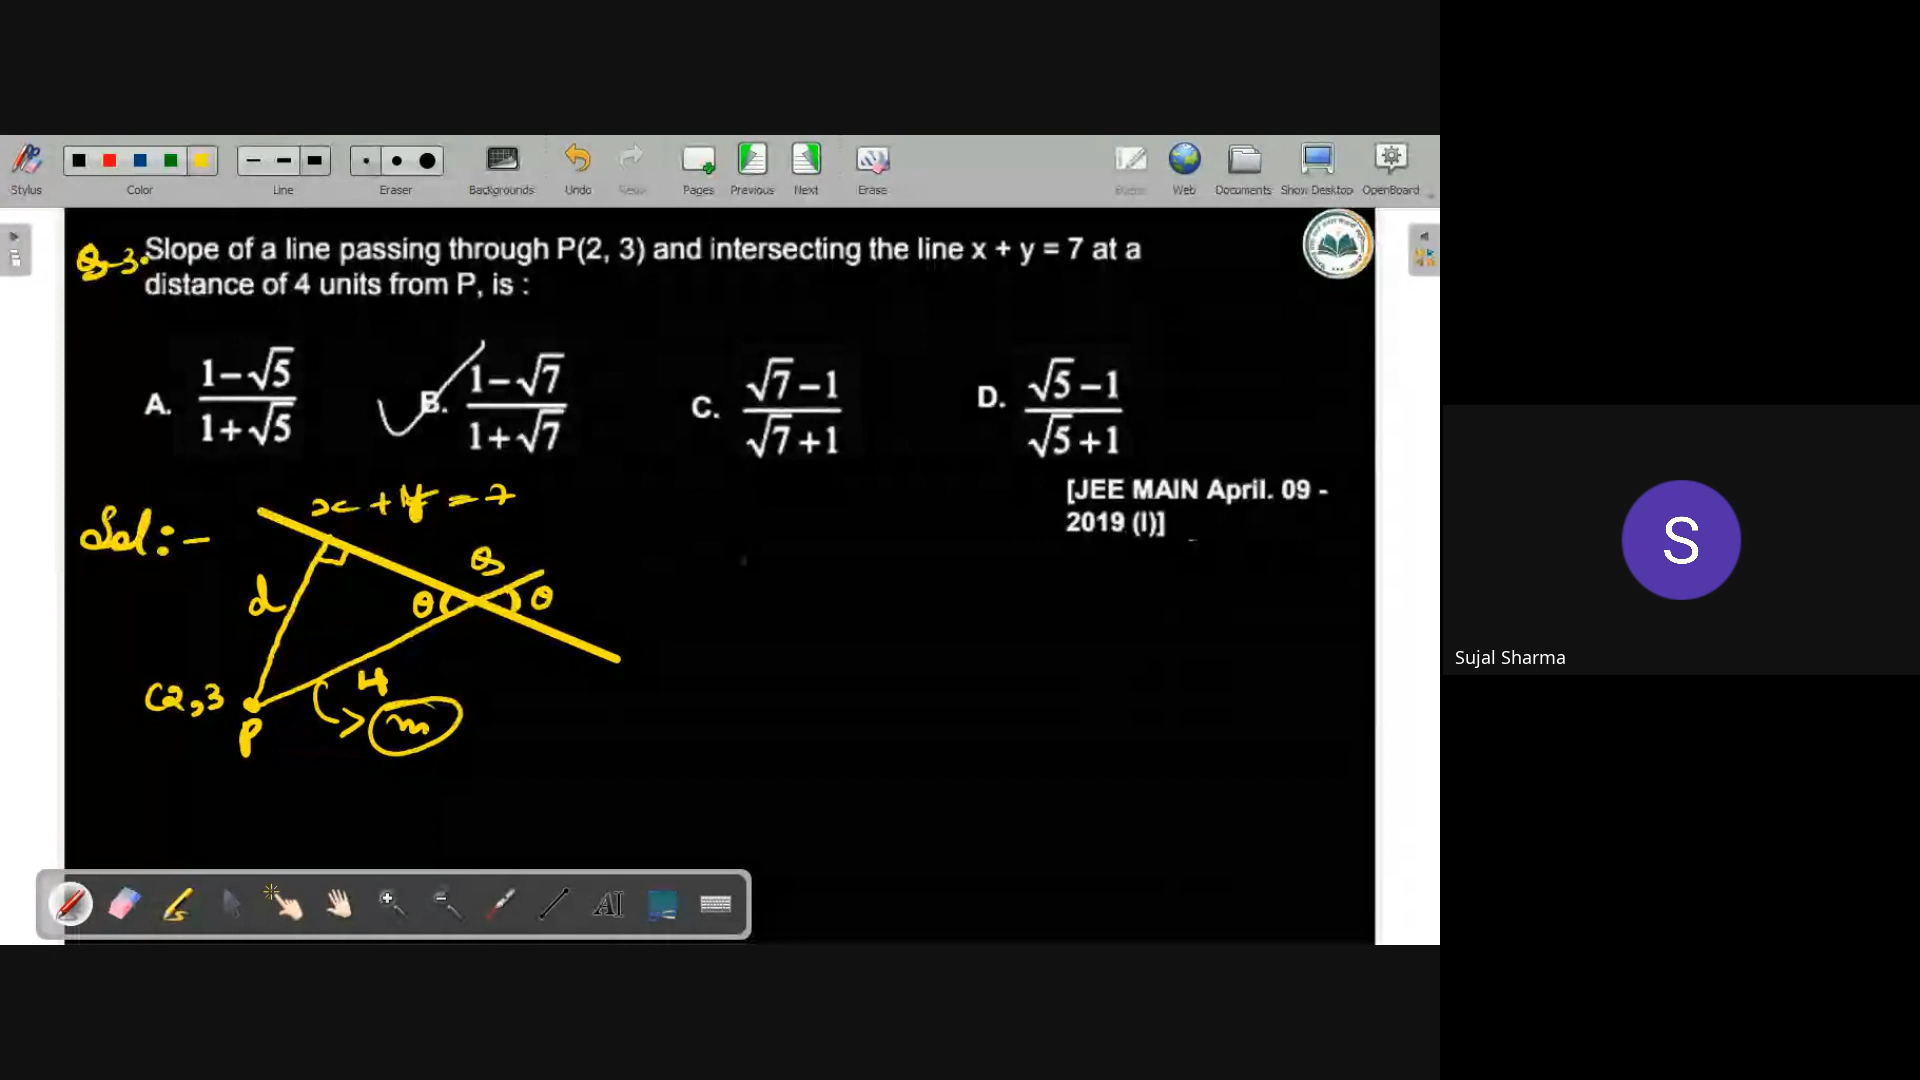 Stylus
Color
Line
Eraser
Backgrounds
Undo
Pages
Previous
Next
Erase
Web
Documents
Show Desktop
OpenBoard
Q-3. Slope of a line passing through P(2, 3) and intersecting the line x + y = 7 at a
distance of 4 units from P, is :
A. (1-√5)/(1+√5) B. (1-√7)/(1+√7) C. (√7-1)/(√7+1) D. (√5-1)/(√5+1)
[JEE MAIN April. 09 -
2019 (I)]
Sol:-
x + y = 7
Q
d
θ
θ
4
(2,3
P
m
S
Sujal Sharma
AI